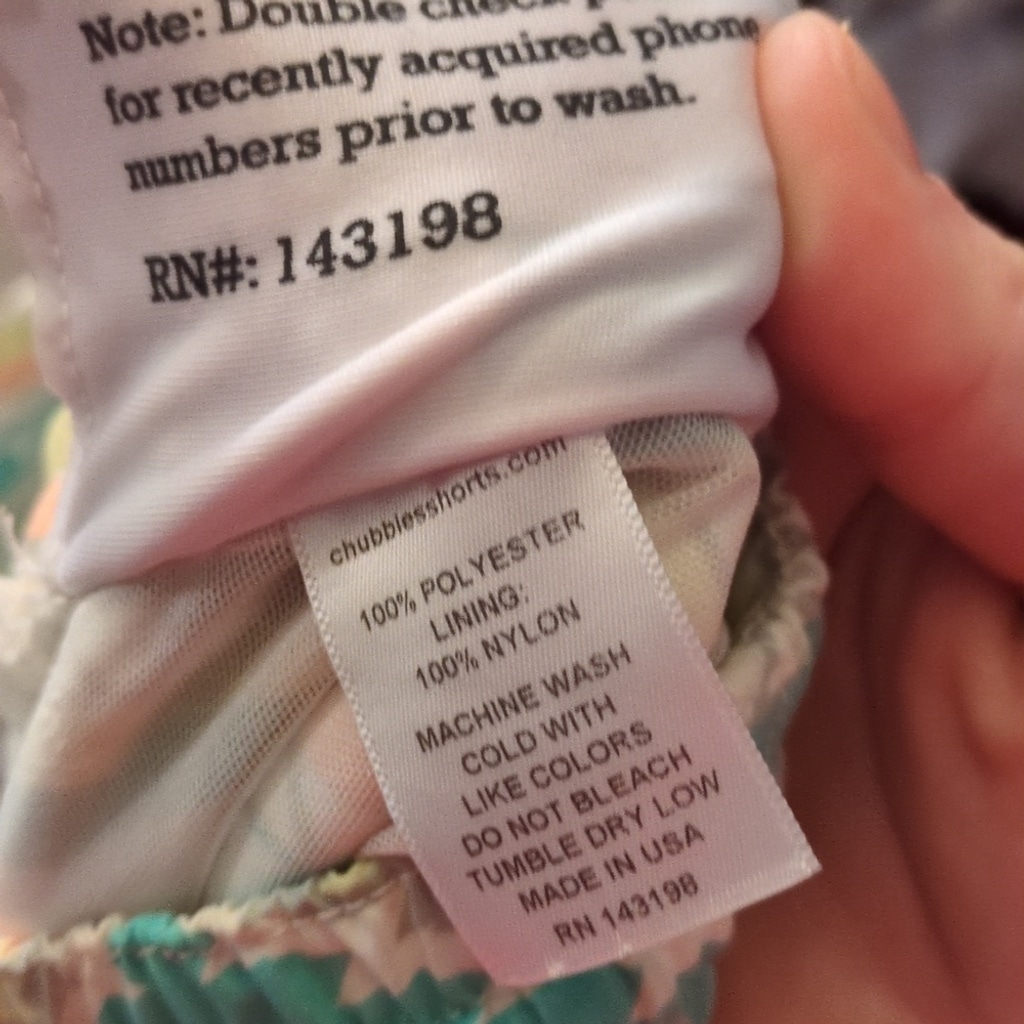 Note: Double check
for recently acquired phone
numbers prior to wash.
RN#: 143198
chubbiesshorts.com
100% POLYESTER
LINING:
100% NYLON
MACHINE WASH
COLD WITH
LIKE COLORS
DO NOT BLEACH
TUMBLE DRY LOW
MADE IN USA
RN 143198